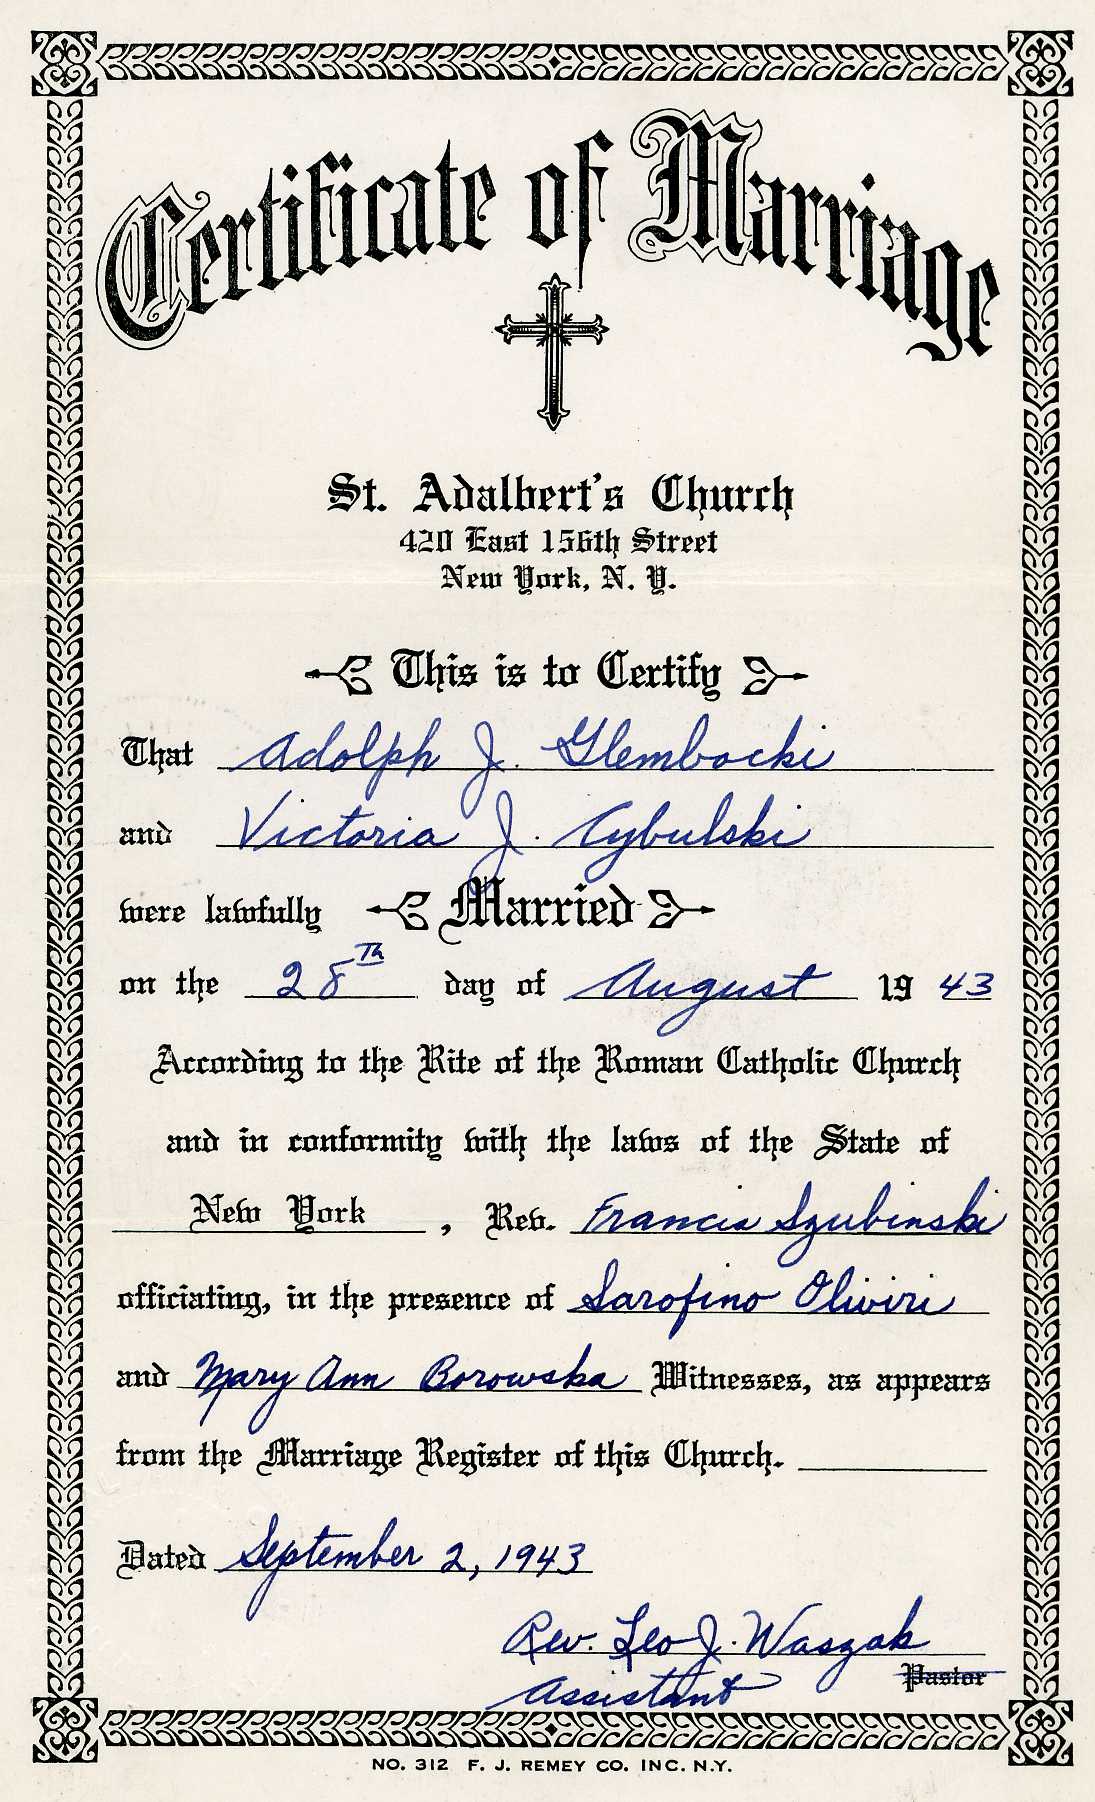 Certificate of Marriage
St. Adalbert's Church
420 East 156th Street
New York, N. Y.
This is to Certify
That Adolph J. Glembocki
and Victoria J. Cybulski
were lawfully Married
on the 28th day of August 19 43
According to the Rite of the Roman Catholic Church
and in conformity with the laws of the State of
New York, Rev. Francis Szubinski
officiating, in the presence of Sarofino Oliviri
and Mary Ann Borowska Witnesses, as appears
from the Marriage Register of this Church.
Dated September 2, 1943
Rev. Leo J. Waszak
Assistant Pastor
NO. 312 F. J. REMEY CO. INC. N.Y.